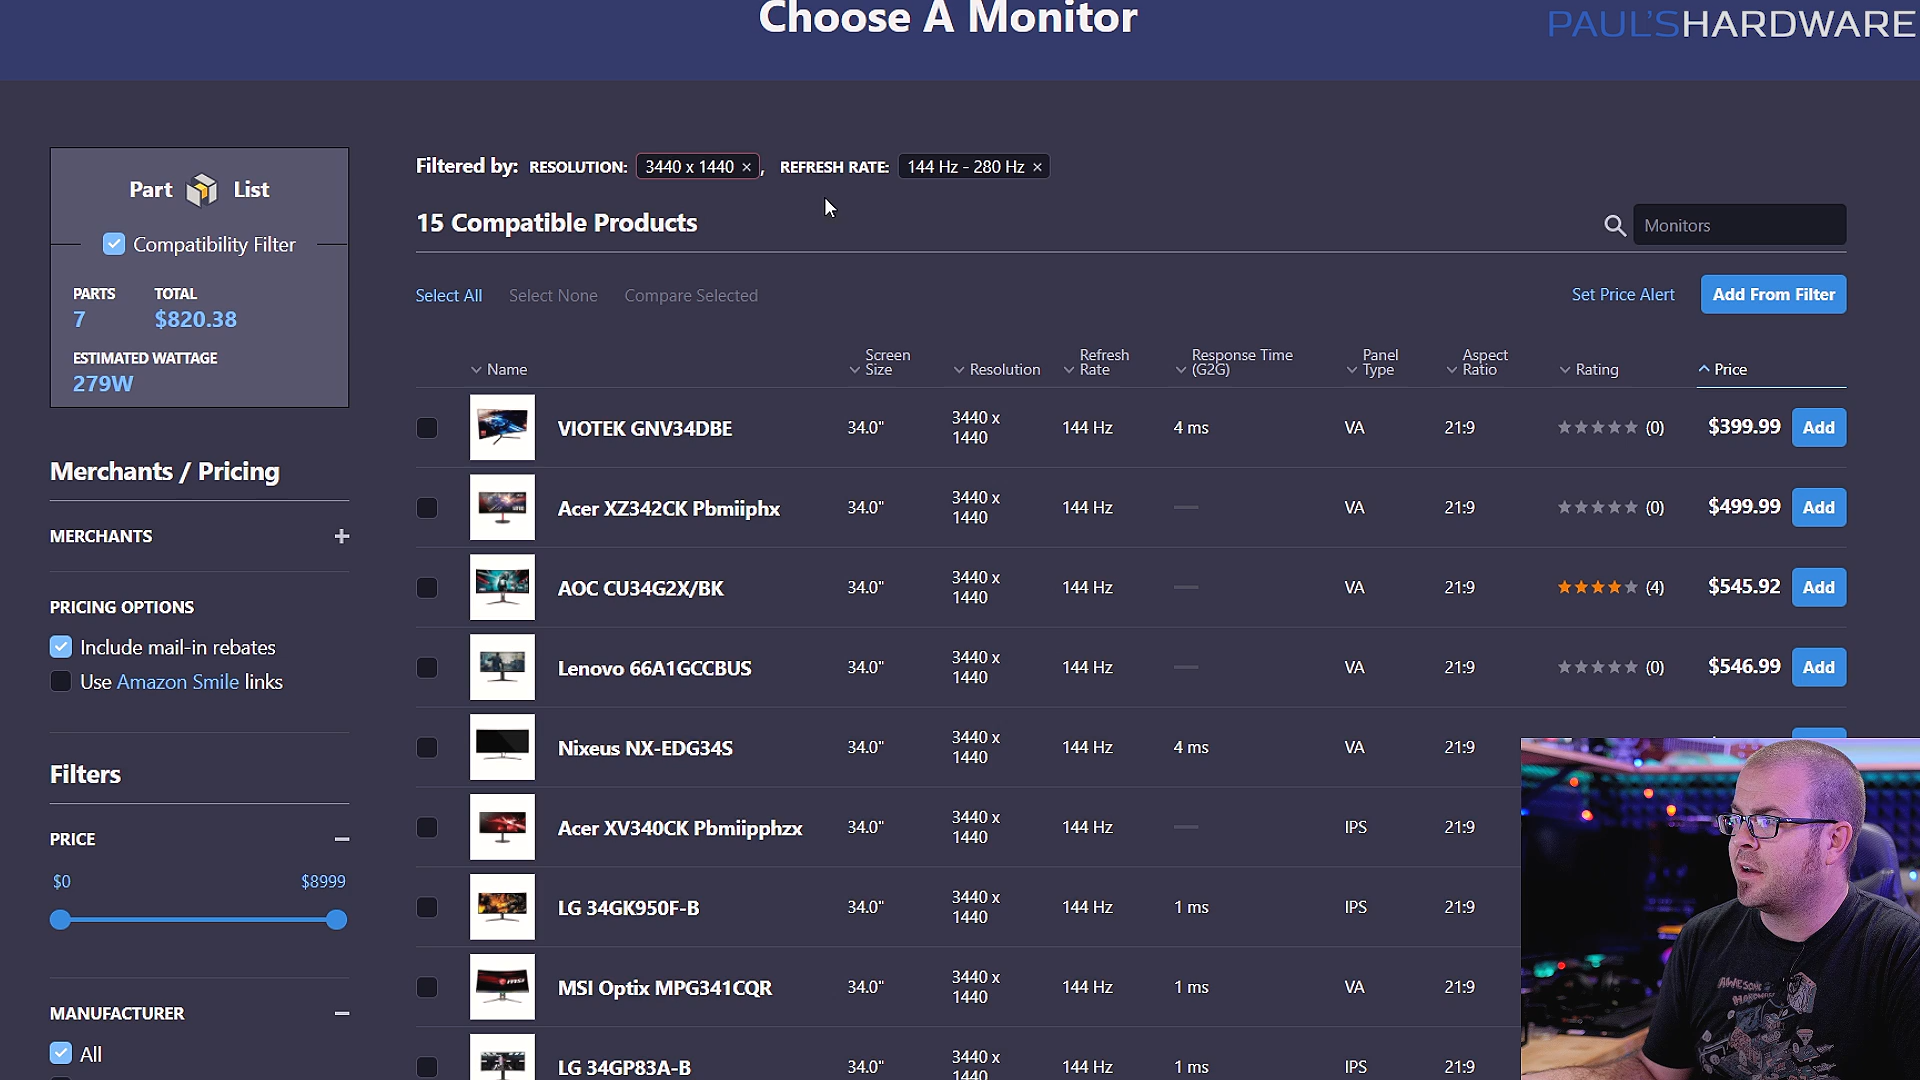 Choose A Monitor
PAUL'SHARDWARE
Part List
Compatibility Filter
PARTS TOTAL
7 $820.38
ESTIMATED WATTAGE
279W
Merchants / Pricing
MERCHANTS +
PRICING OPTIONS
Include mail-in rebates
Use Amazon Smile links
Filters
PRICE
$0 $8999
MANUFACTURER
All
Filtered by: RESOLUTION: 3440 x 1440 ×, REFRESH RATE: 144 Hz - 280 Hz ×
15 Compatible Products
Monitors
Select All Select None Compare Selected
Set Price Alert Add From Filter
Name Screen Size Resolution Refresh Rate Response Time (G2G) Panel Type Aspect Ratio Rating Price
VIOTEK GNV34DBE 34.0" 3440 x 1440 144 Hz 4 ms VA 21:9 (0) $399.99 Add
Acer XZ342CK Pbmiiphx 34.0" 3440 x 1440 144 Hz — VA 21:9 (0) $499.99 Add
AOC CU34G2X/BK 34.0" 3440 x 1440 144 Hz — VA 21:9 (4) $545.92 Add
Lenovo 66A1GCCBUS 34.0" 3440 x 1440 144 Hz — VA 21:9 (0) $546.99 Add
Nixeus NX-EDG34S 34.0" 3440 x 1440 144 Hz 4 ms VA 21:9
Acer XV340CK Pbmiipphzx 34.0" 3440 x 1440 144 Hz — IPS 21:9
LG 34GK950F-B 34.0" 3440 x 1440 144 Hz 1 ms IPS 21:9
MSI Optix MPG341CQR 34.0" 3440 x 1440 144 Hz 1 ms VA 21:9
LG 34GP83A-B 34.0" 3440 x 1440 144 Hz 1 ms IPS 21:9
AWESOME
HARDWARE